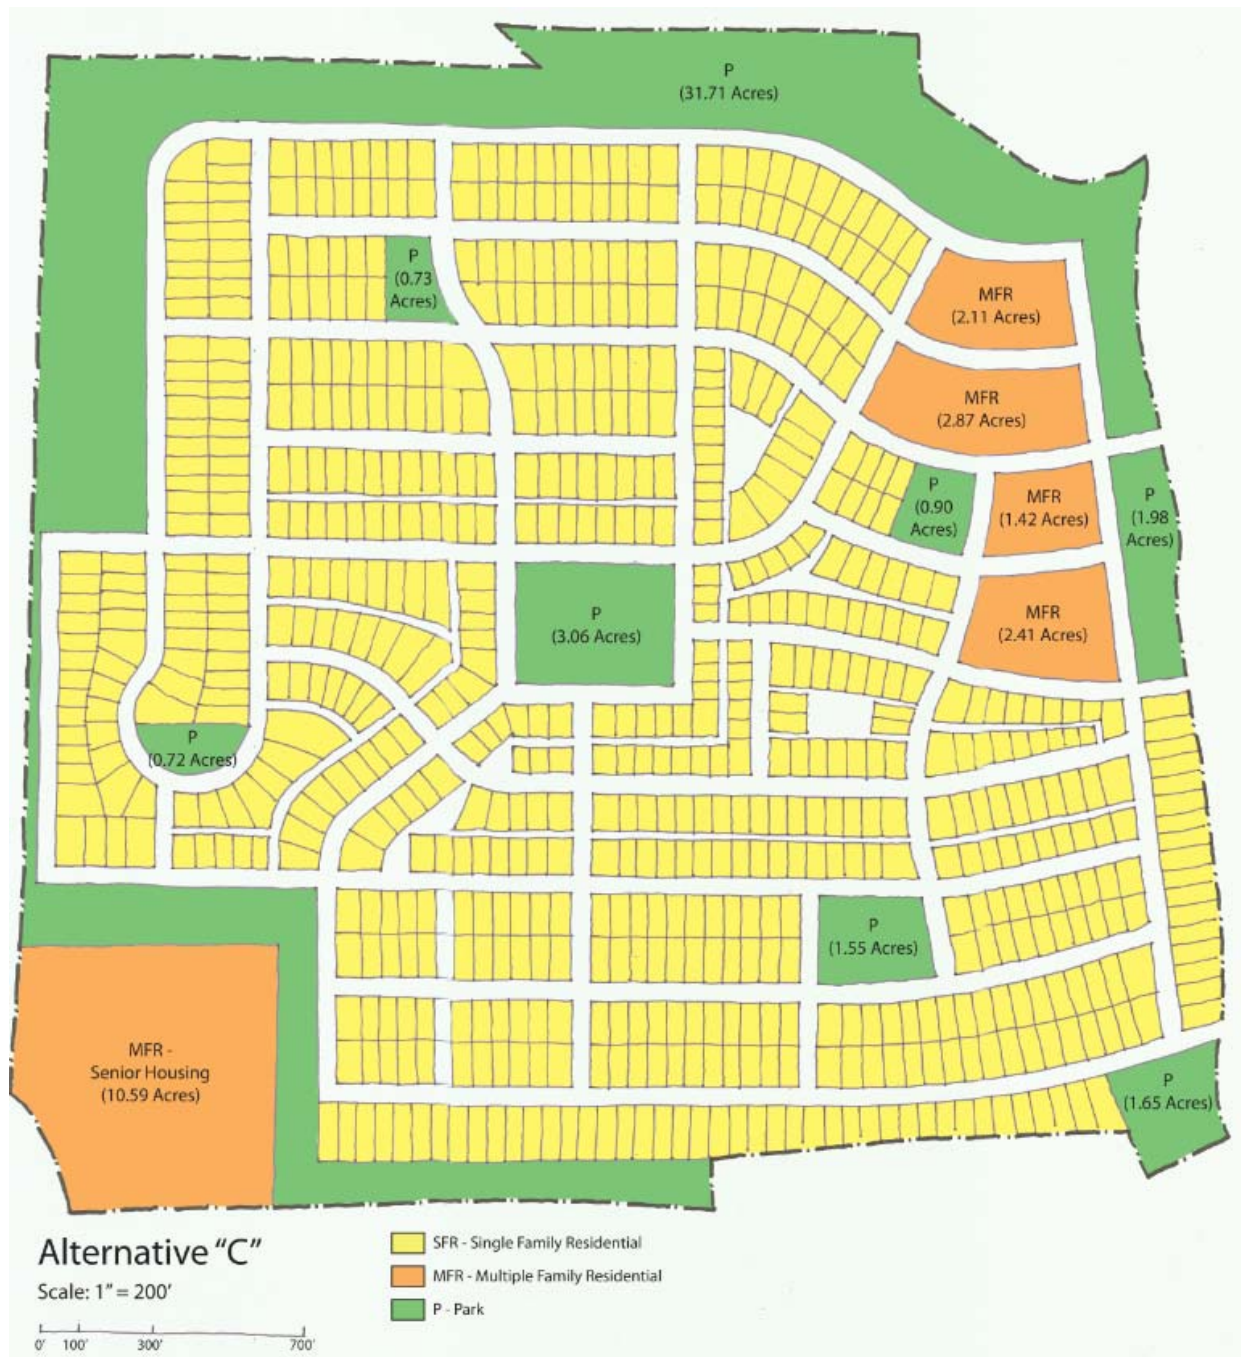 P
(31.71 Acres)
P
(0.73
Acres)
MFR
(2.11 Acres)
MFR
(2.87 Acres)
P
(0.90
Acres)
MFR
(1.42 Acres)
P
(1.98
Acres)
P
(3.06 Acres)
MFR
(2.41 Acres)
P
(0.72 Acres)
P
(1.55 Acres)
MFR -
Senior Housing
(10.59 Acres)
P
(1.65 Acres)
Alternative "C"
Scale: 1" = 200'
0' 100' 300' 700'
SFR - Single Family Residential
MFR - Multiple Family Residential
P - Park